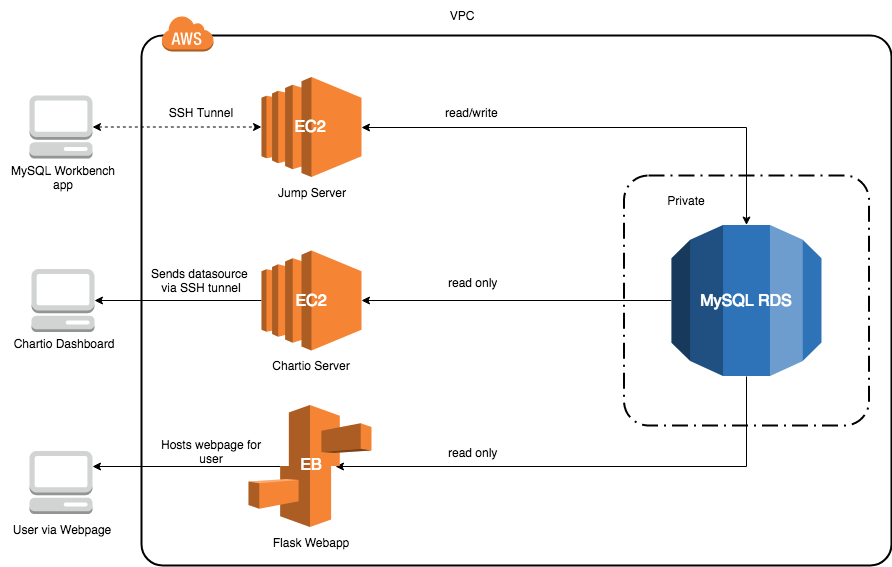 VPC
AWS
SSH Tunnel
EC2
read/write
MySQL Workbench
app
Jump Server
Private
Sends datasource
via SSH tunnel
EC2
read only
MySQL RDS
Chartio Dashboard
Chartio Server
Hosts webpage for
user
EB
read only
User via Webpage
Flask Webapp